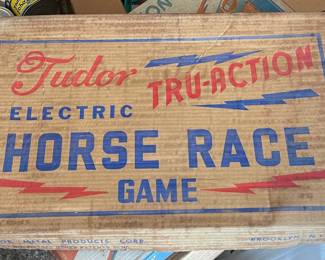 Tudor TRU-ACTION
ELECTRIC
HORSE RACE
GAME
METAL PRODUCTS CORP. BROOKLYN